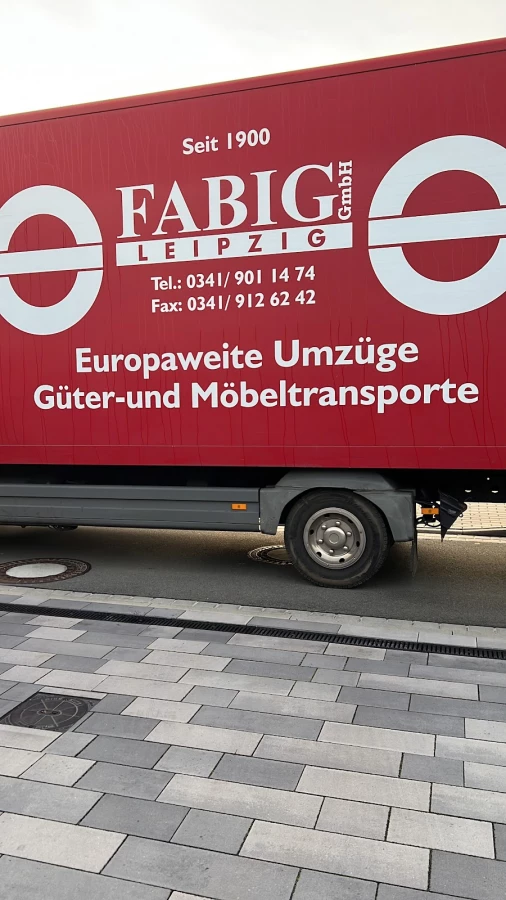 Seit 1900
FABIG GmbH
LEIPZIG
Tel.: 0341/ 901 14 74
Fax: 0341/ 912 62 42
Europaweite Umzüge
Güter-und Möbeltransporte